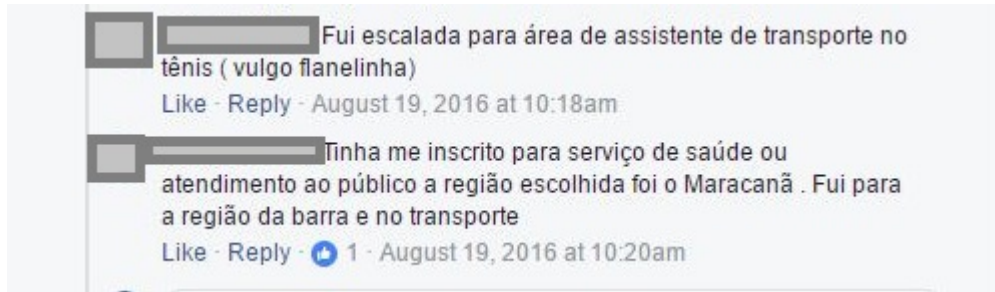 Fui escalada para área de assistente de transporte no
tênis ( vulgo flanelinha)
Like · Reply · August 19, 2016 at 10:18am
Tinha me inscrito para serviço de saúde ou
atendimento ao público a região escolhida foi o Maracanã . Fui para
a região da barra e no transporte
Like · Reply · 1 · August 19, 2016 at 10:20am